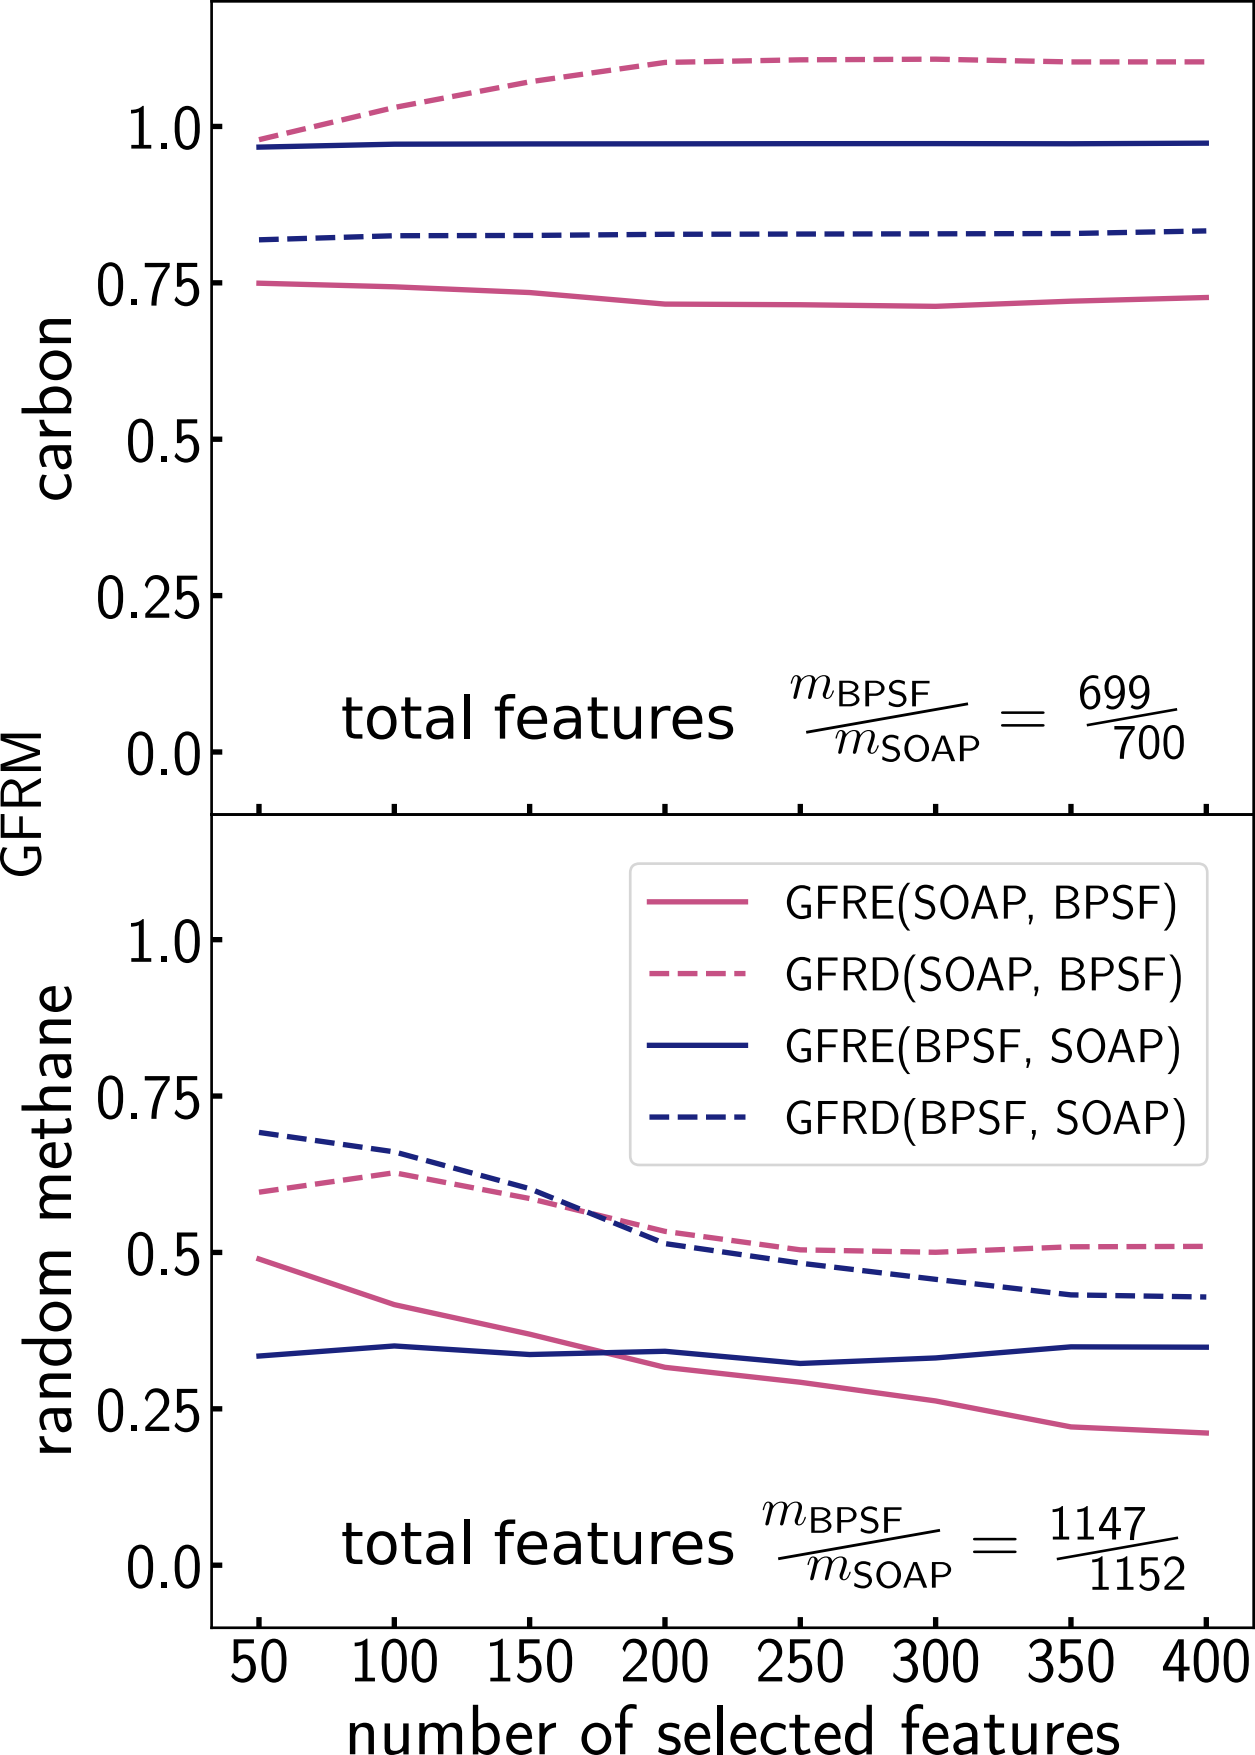 GFRM
carbon
1.0
0.75
0.5
0.25
0.0
total features m_BPSF/m_SOAP = 699/700
random methane
1.0
0.75
0.5
0.25
0.0
GFRE(SOAP, BPSF)
GFRD(SOAP, BPSF)
GFRE(BPSF, SOAP)
GFRD(BPSF, SOAP)
total features m_BPSF/m_SOAP = 1147/1152
50 100 150 200 250 300 350 400
number of selected features